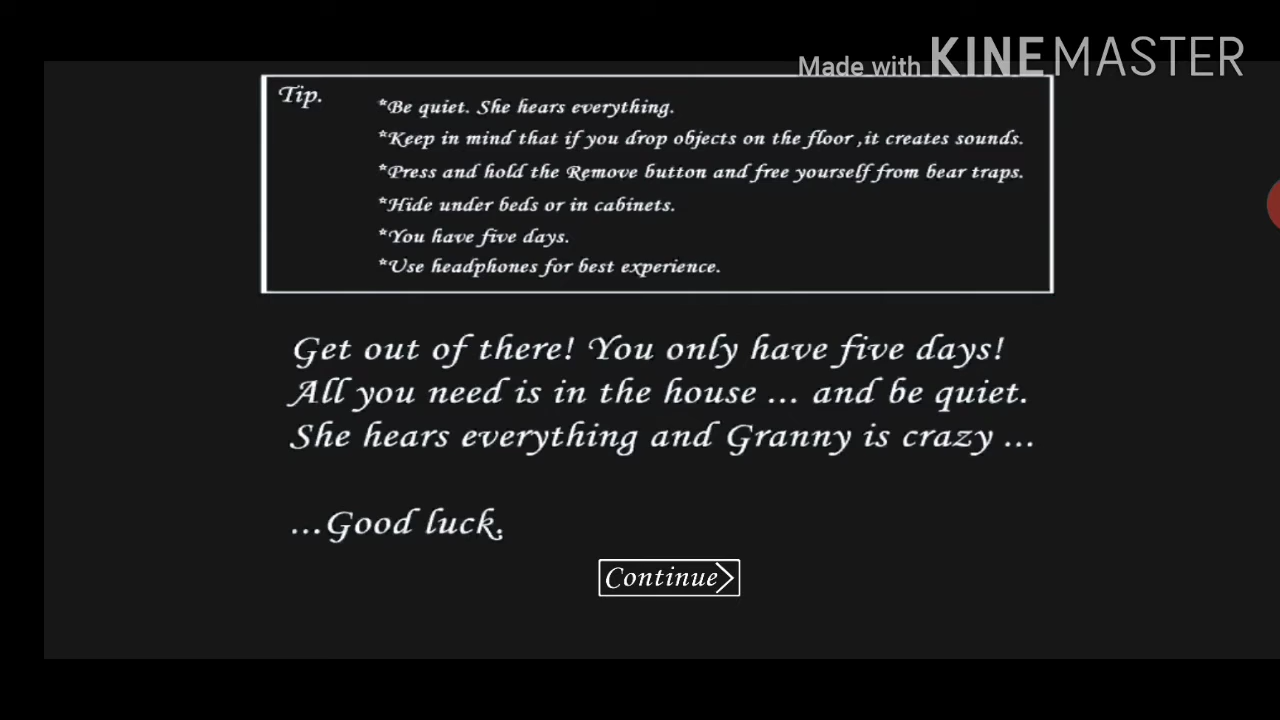 Made with KINEMASTER
Tip.
*Be quiet. She hears everything.
*Keep in mind that if you drop objects on the floor ,it creates sounds.
*Press and hold the Remove button and free yourself from bear traps.
*Hide under beds or in cabinets.
*You have five days.
*Use headphones for best experience.
Get out of there! You only have five days!
All you need is in the house ... and be quiet.
She hears everything and Granny is crazy ...
...Good luck.
Continue